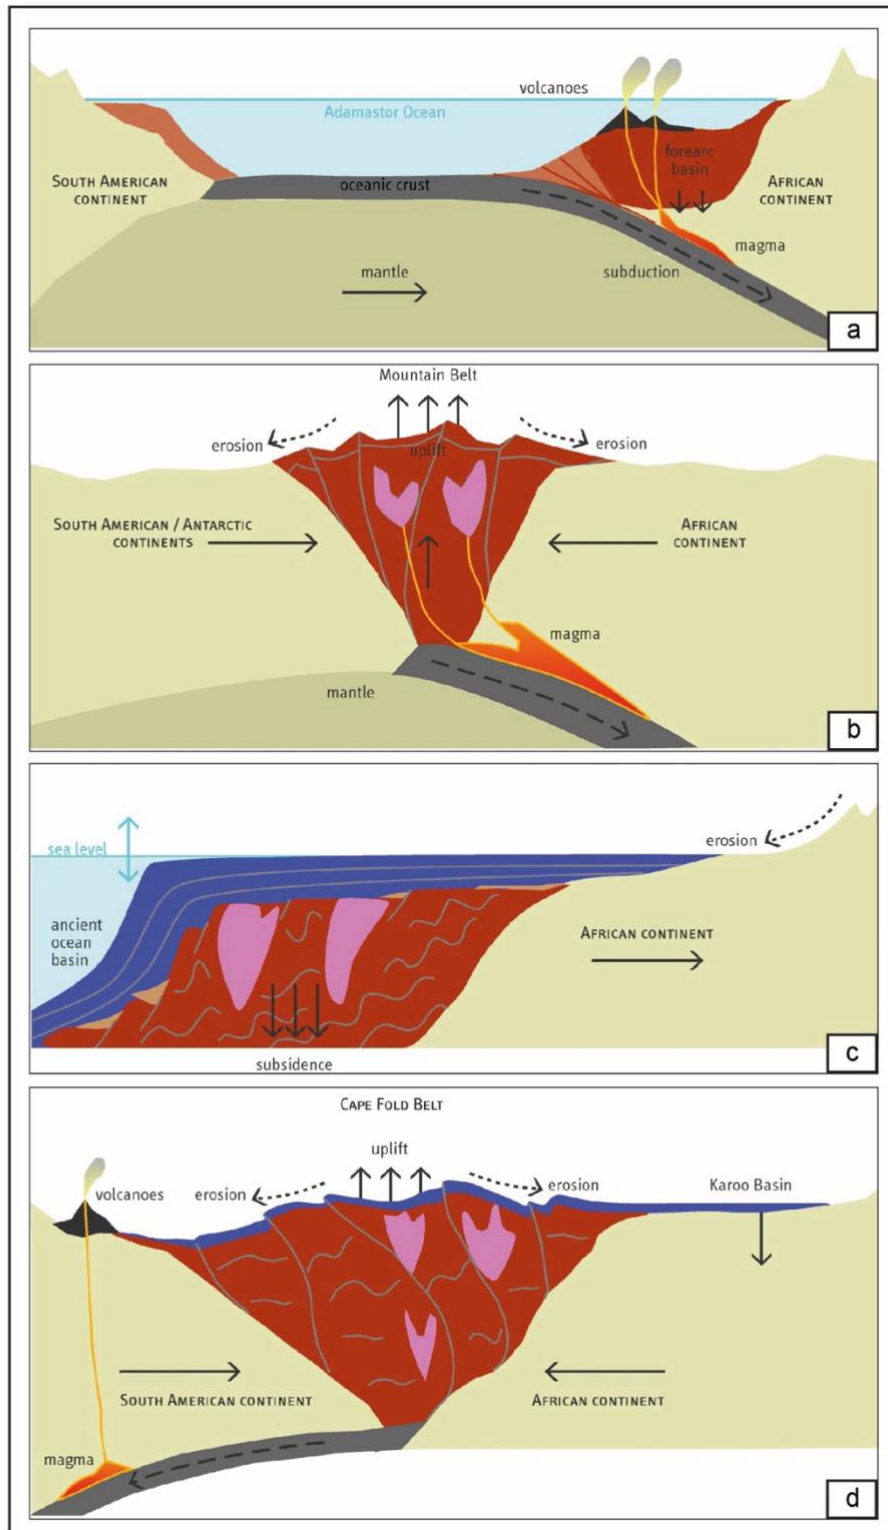 volcanoes
Adamastor Ocean
forearc
basin
SOUTH AMERICAN
CONTINENT
oceanic crust
AFRICAN
CONTINENT
magma
mantle
subduction
a
Mountain Belt
erosion
erosion
uplift
SOUTH AMERICAN / ANTARCTIC
CONTINENTS
AFRICAN
CONTINENT
magma
mantle
b
sea level
erosion
ancient
ocean
basin
AFRICAN CONTINENT
subsidence
c
CAPE FOLD BELT
uplift
volcanoes
erosion
erosion
Karoo Basin
SOUTH AMERICAN CONTINENT
AFRICAN CONTINENT
magma
d